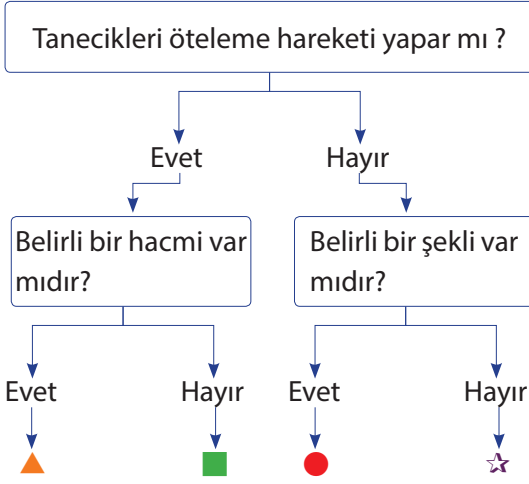 Tanecikleri öteleme hareketi yapar mı ?
Evet
Hayır
Belirli bir hacmi var
mıdır?
Belirli bir şekli var
mıdır?
Evet
Hayır
Evet
Hayır